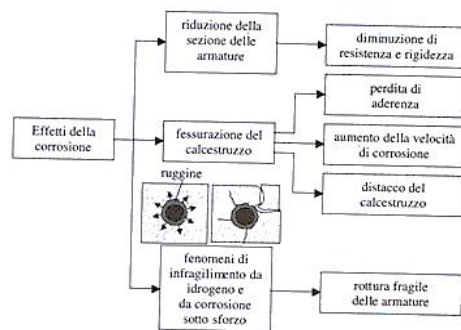 riduzione della
sezione delle
armature
diminuzione di
resistenza e rigidezza
perdita di
aderenza
Effetti della
corrosione
fessurazione del
calcestruzzo
aumento della velocità
di corrosione
distacco del
calcestruzzo
ruggine
fenomeni di
infragilimento da
idrogeno e
da corrosione
sotto sforzo
rottura fragile
delle armature